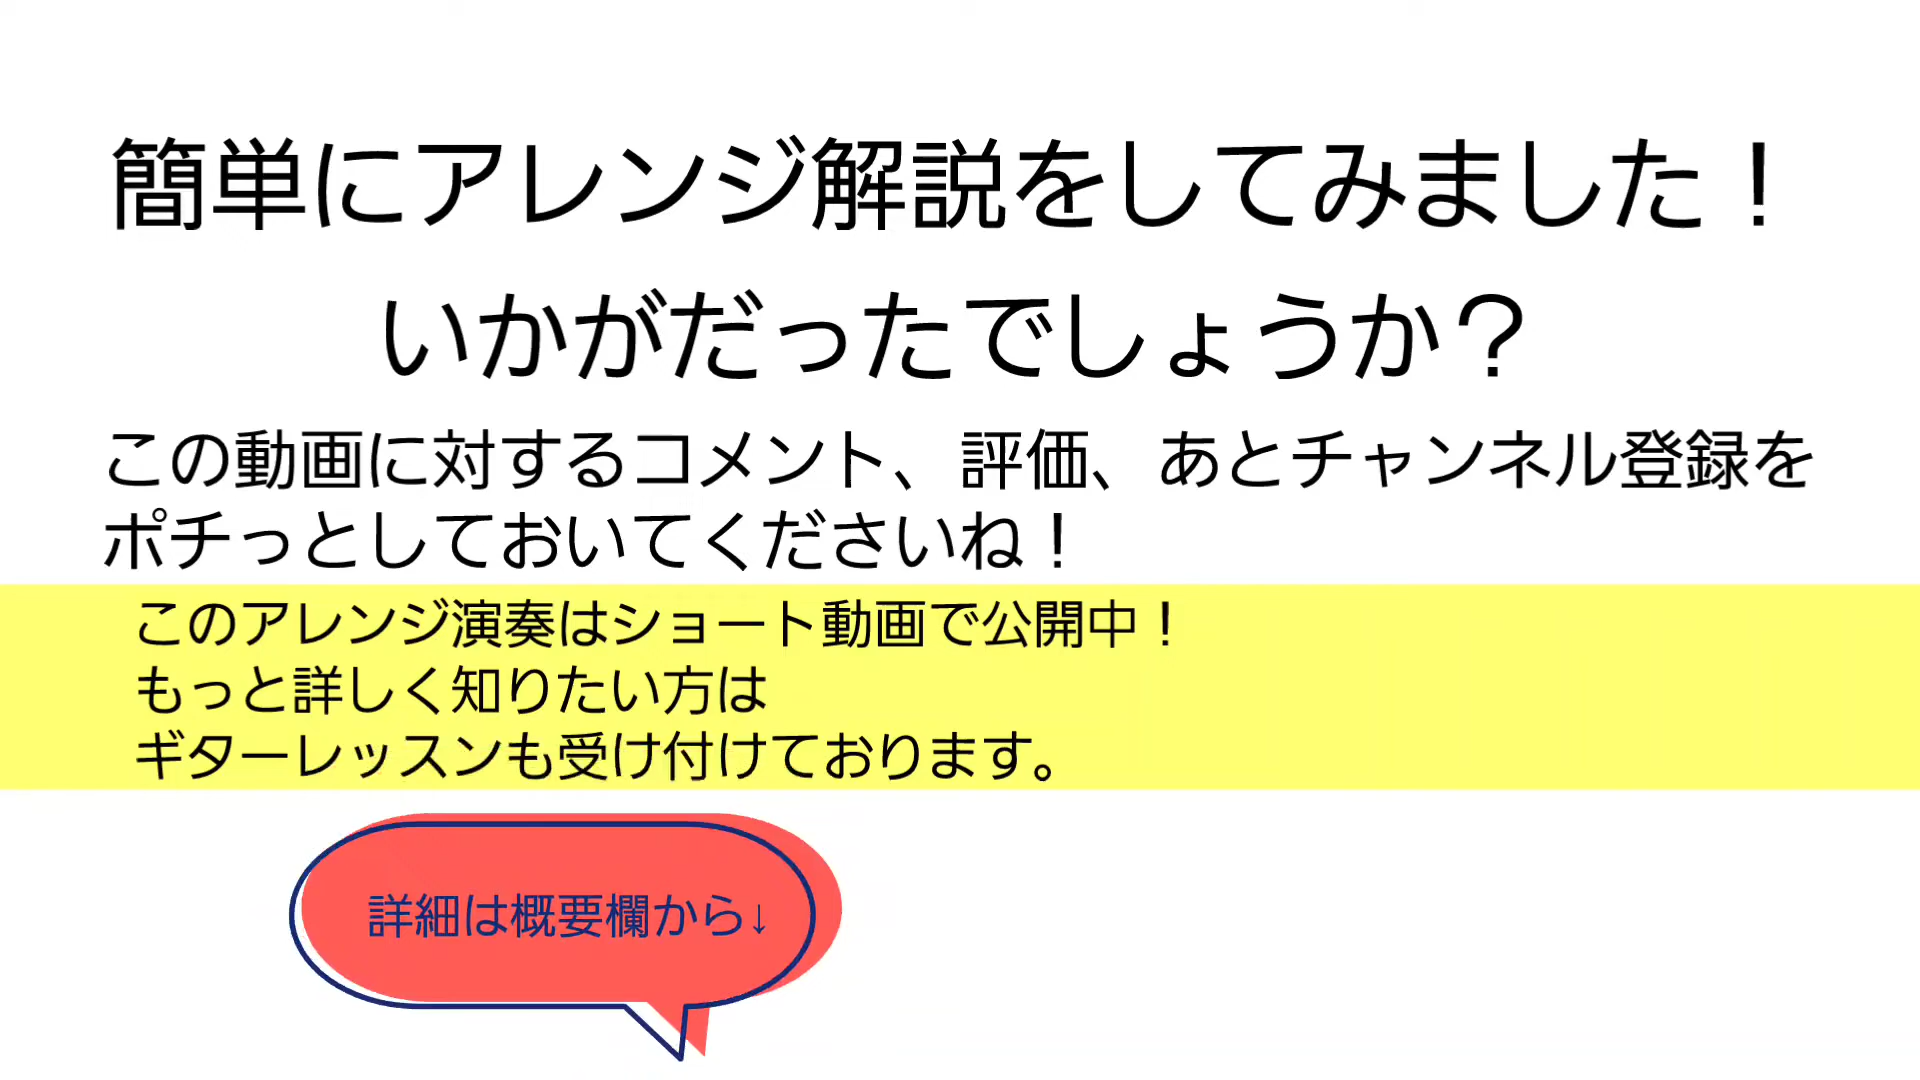 簡単にアレンジ解説をしてみました！
いかがだったでしょうか？
この動画に対するコメント、評価、あとチャンネル登録を
ポチっとしておいてくださいね！
このアレンジ演奏はショート動画で公開中！
もっと詳しく知りたい方は
ギターレッスンも受け付けております。
詳細は概要欄から↓